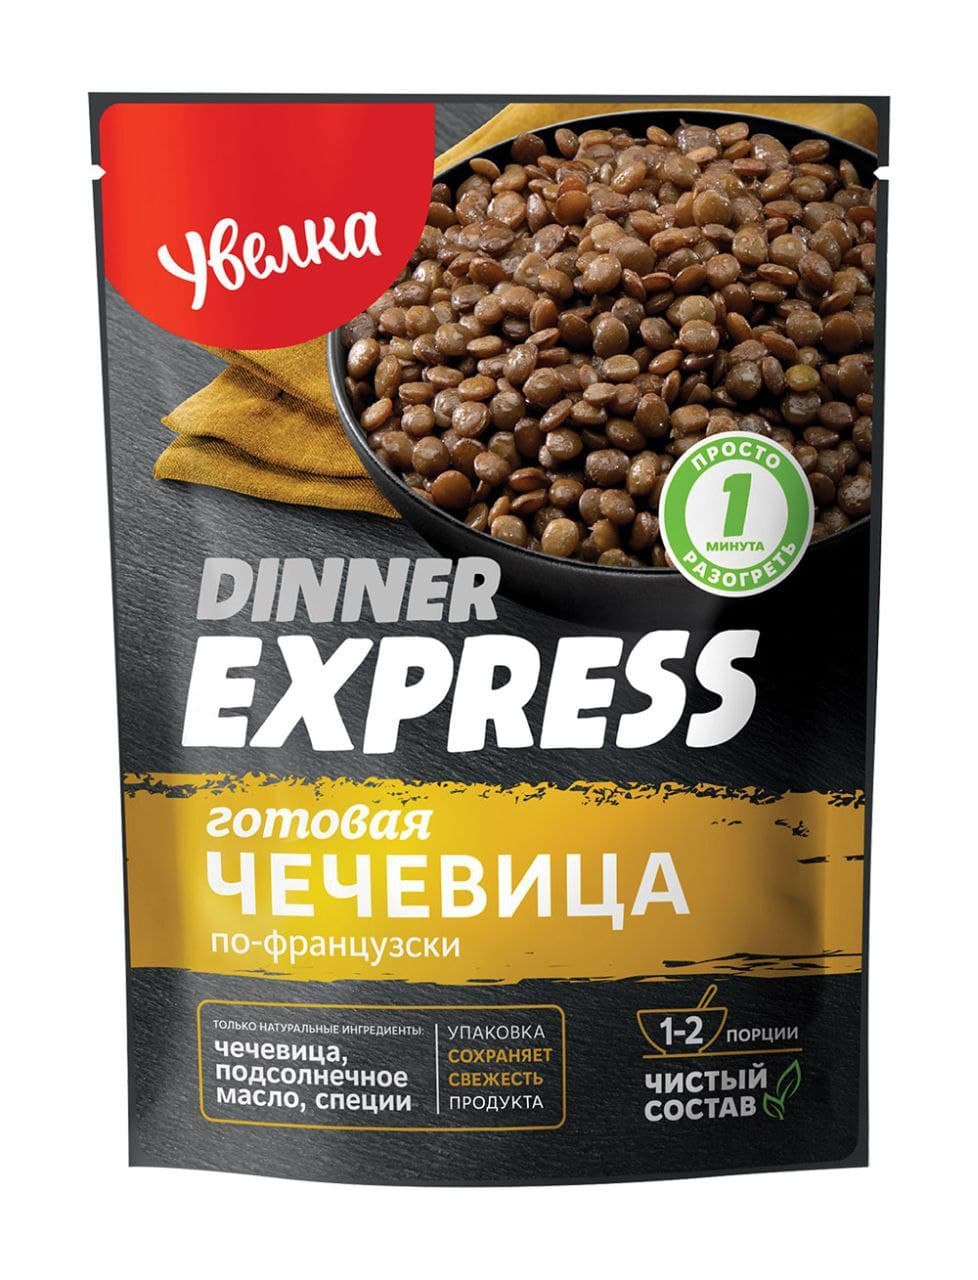 Увелка
ПРОСТО
1
МИНУТА
РАЗОГРЕТЬ
DINNER
EXPRESS
готовая
ЧЕЧЕВИЦА
по-французски
ТОЛЬКО НАТУРАЛЬНЫЕ ИНГРЕДИЕНТЫ:
чечевица,
подсолнечное
масло, специи
УПАКОВКА
СОХРАНЯЕТ
СВЕЖЕСТЬ
ПРОДУКТА
1-2 ПОРЦИИ
ЧИСТЫЙ
СОСТАВ